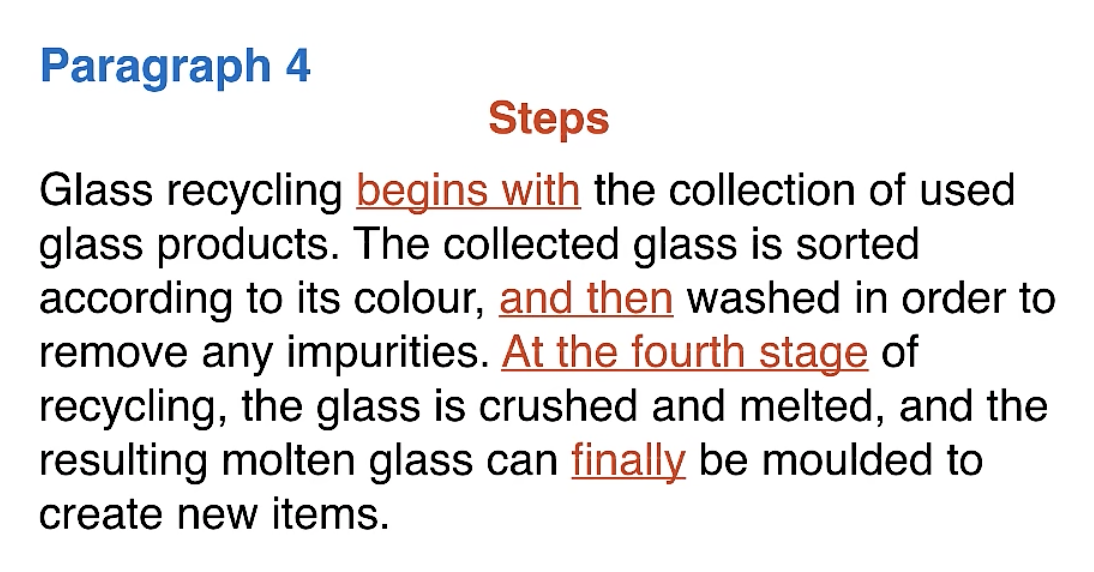 Paragraph 4
Steps
Glass recycling begins with the collection of used
glass products. The collected glass is sorted
according to its colour, and then washed in order to
remove any impurities. At the fourth stage of
recycling, the glass is crushed and melted, and the
resulting molten glass can finally be moulded to
create new items.